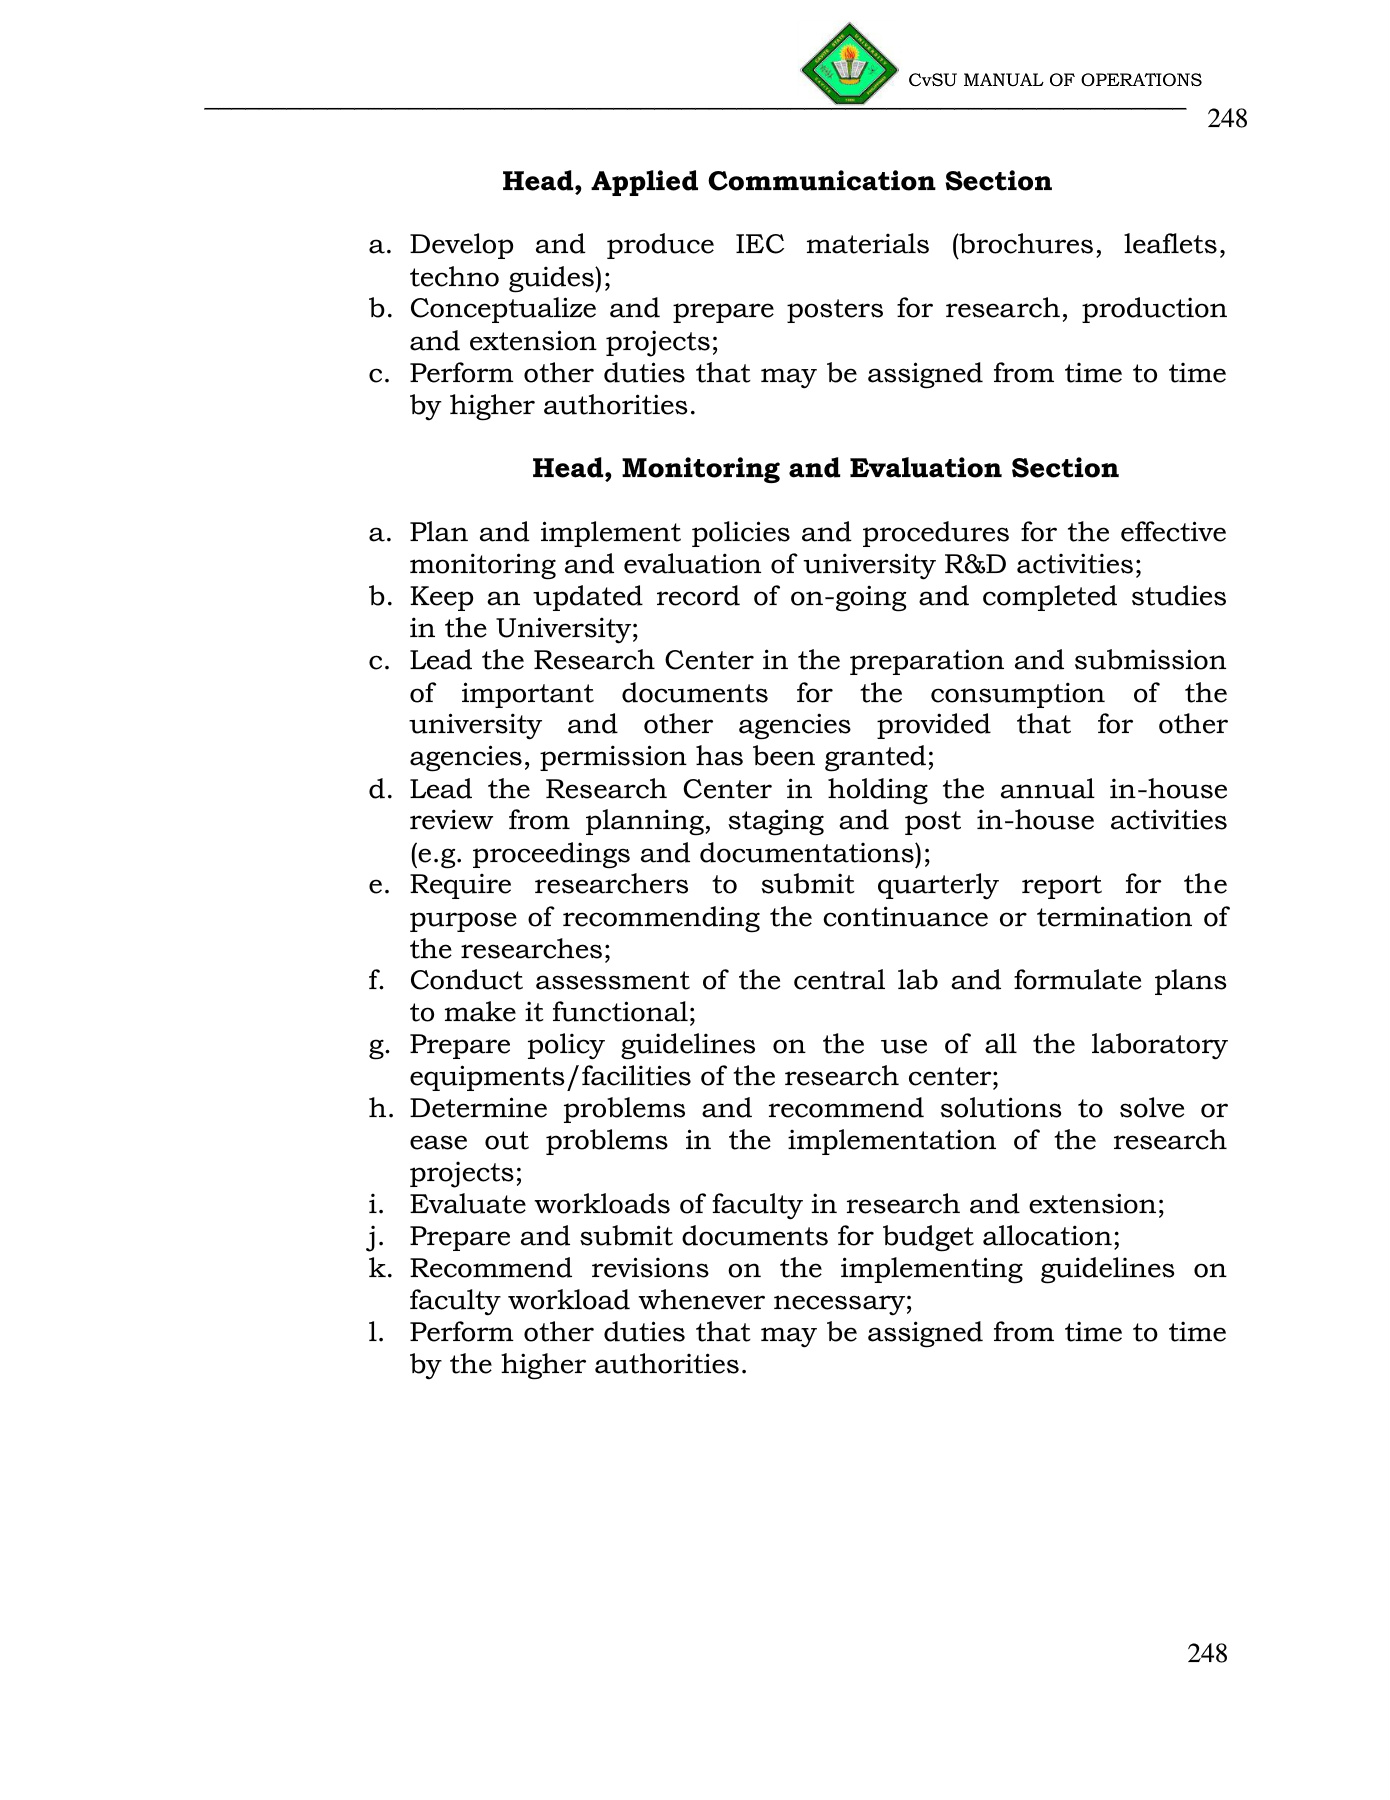 CvSU MANUAL OF OPERATIONS
248
Head, Applied Communication Section
a. Develop and produce IEC materials (brochures, leaflets,
techno guides);
b. Conceptualize and prepare posters for research, production
and extension projects;
c. Perform other duties that may be assigned from time to time
by higher authorities.
Head, Monitoring and Evaluation Section
a. Plan and implement policies and procedures for the effective
monitoring and evaluation of university R&D activities;
b. Keep an updated record of on-going and completed studies
in the University;
c. Lead the Research Center in the preparation and submission
of important documents for the consumption of the
university and other agencies provided that for other
agencies, permission has been granted;
d. Lead the Research Center in holding the annual in-house
review from planning, staging and post in-house activities
(e.g. proceedings and documentations);
e. Require researchers to submit quarterly report for the
purpose of recommending the continuance or termination of
the researches;
f. Conduct assessment of the central lab and formulate plans
to make it functional;
g. Prepare policy guidelines on the use of all the laboratory
equipments/facilities of the research center;
h. Determine problems and recommend solutions to solve or
ease out problems in the implementation of the research
projects;
i. Evaluate workloads of faculty in research and extension;
j. Prepare and submit documents for budget allocation;
k. Recommend revisions on the implementing guidelines on
faculty workload whenever necessary;
l. Perform other duties that may be assigned from time to time
by the higher authorities.
248